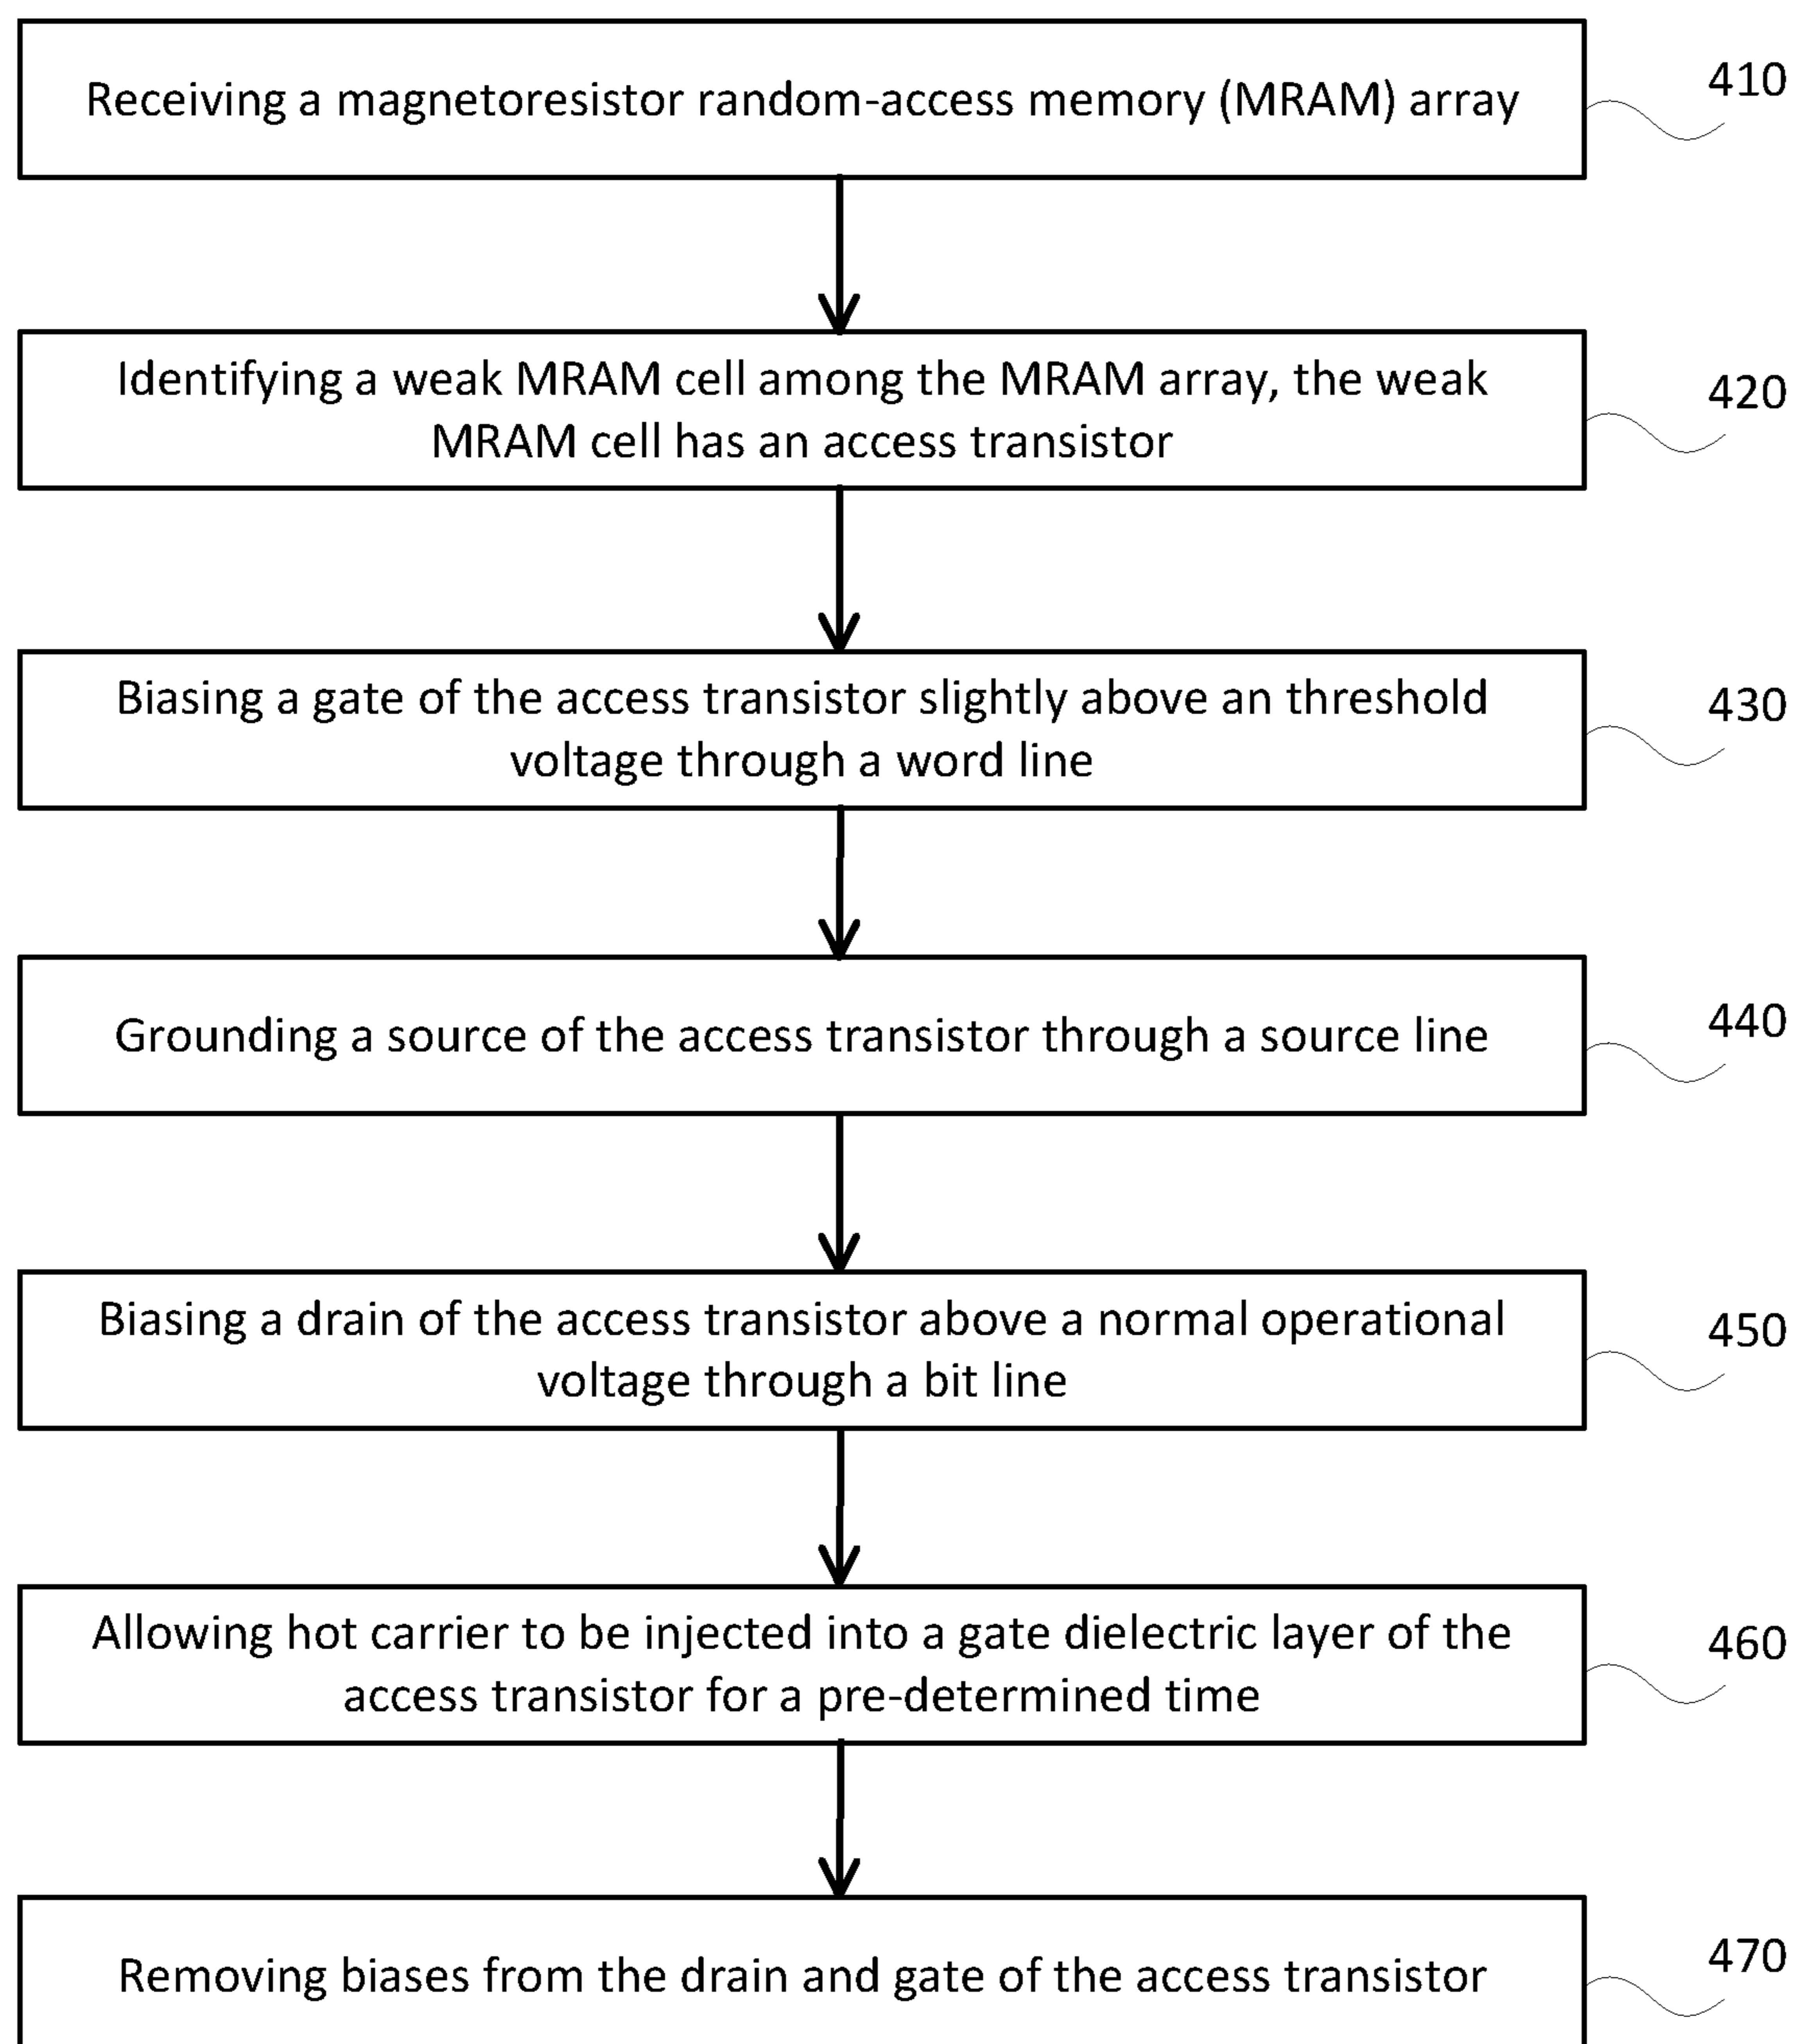 Receiving a magnetoresistor random-access memory (MRAM) array
410
Identifying a weak MRAM cell among the MRAM array, the weak
MRAM cell has an access transistor
420
Biasing a gate of the access transistor slightly above an threshold
voltage through a word line
430
Grounding a source of the access transistor through a source line
440
Biasing a drain of the access transistor above a normal operational
voltage through a bit line
450
Allowing hot carrier to be injected into a gate dielectric layer of the
access transistor for a pre-determined time
460
Removing biases from the drain and gate of the access transistor
470